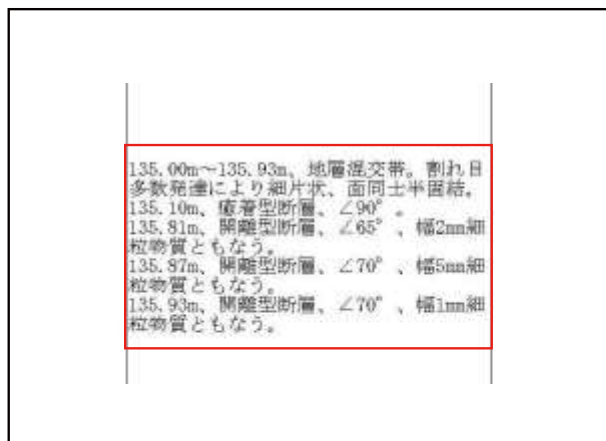 135.00m～135.93m、地層混交帯。割れ目
多数発達により細片状、面同士半固結。
135.10m、癒着型断層、∠90°。
135.81m、開離型断層、∠65°、幅2mm細
粒物質ともなう。
135.87m、開離型断層、∠70°、幅5mm細
粒物質ともなう。
135.93m、開離型断層、∠70°、幅1mm細
粒物質ともなう。